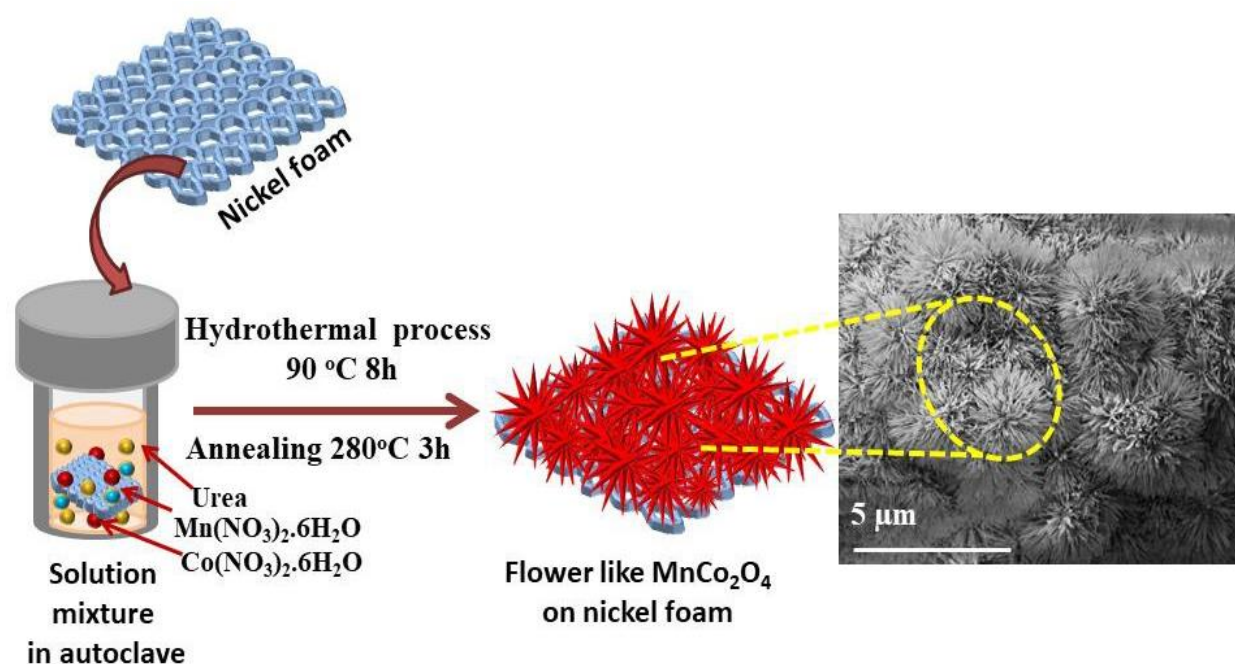 Nickel foam
Hydrothermal process
90 °C 8h
Annealing 280°C 3h
Urea
Mn(NO₃)₂.6H₂O
Co(NO₃)₂.6H₂O
Solution
mixture
in autoclave
Flower like MnCo₂O₄
on nickel foam
5 µm